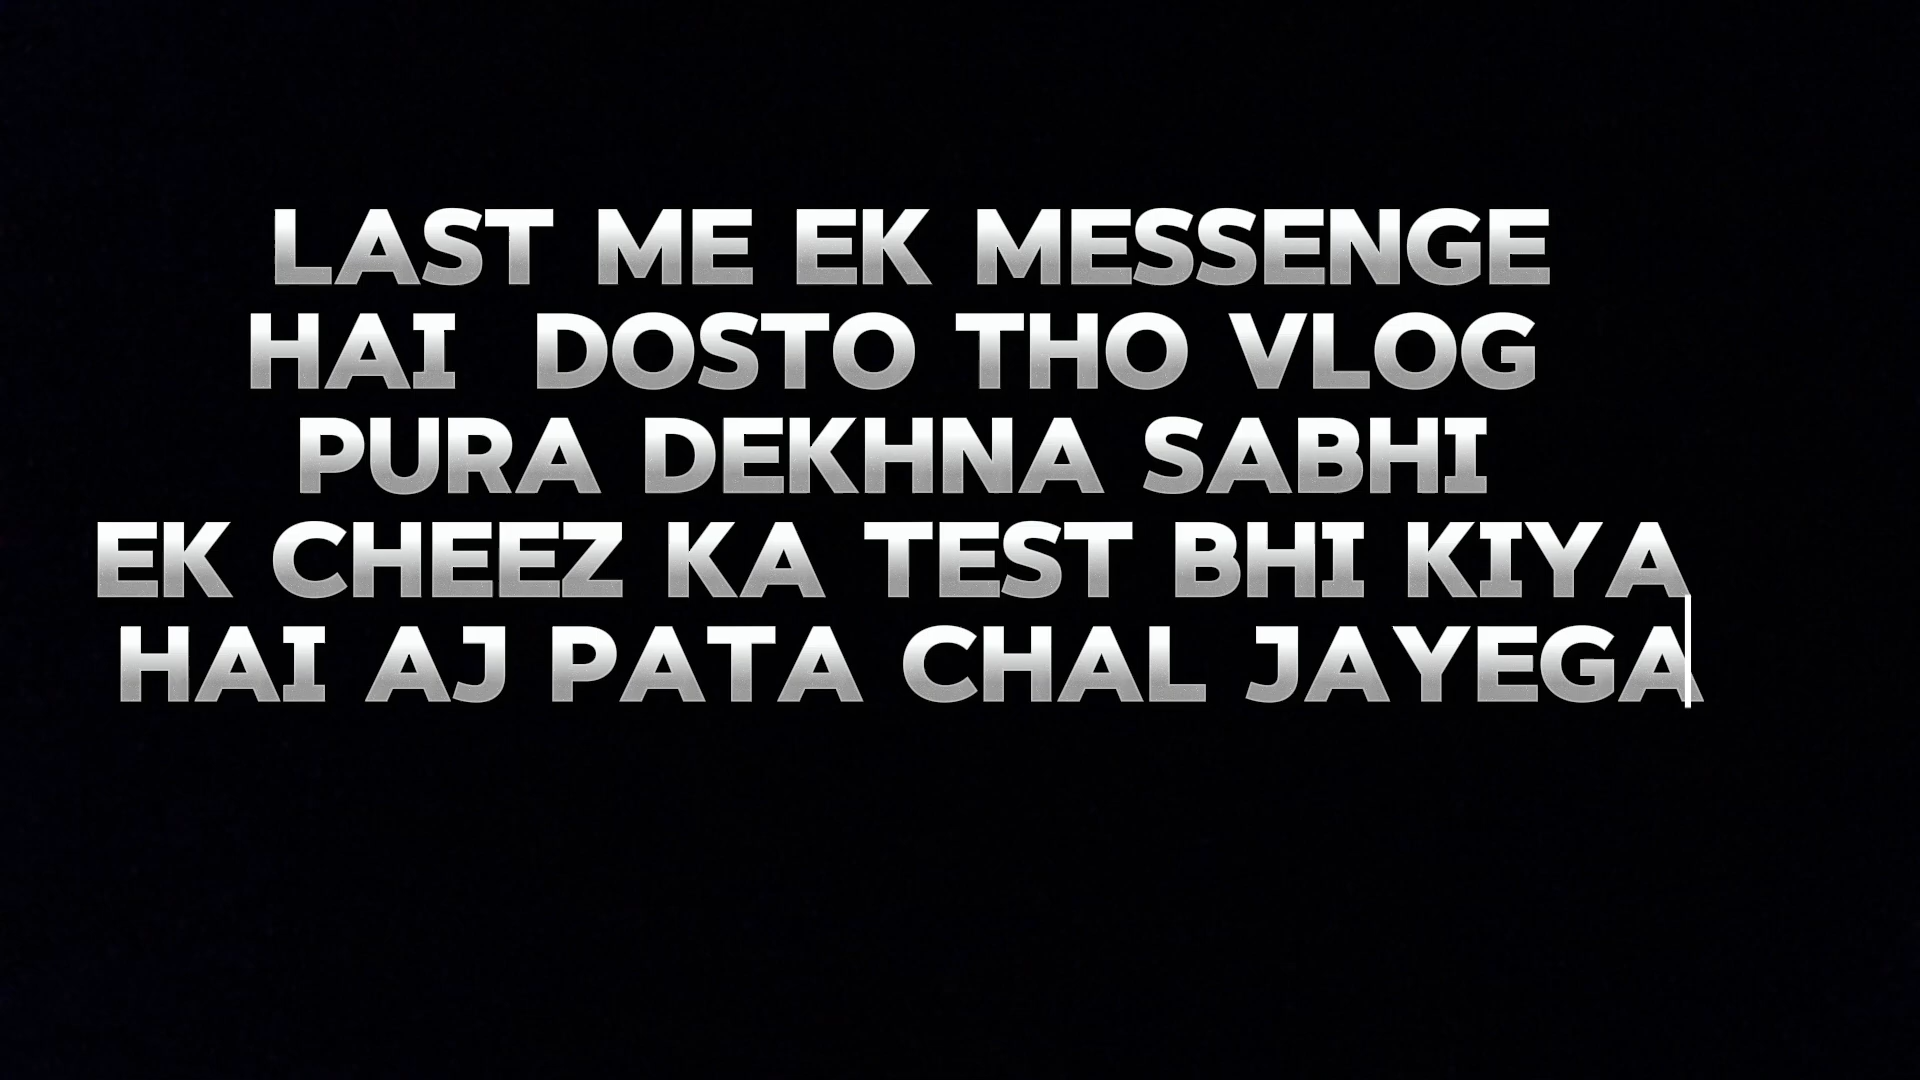 LAST ME EK MESSENGE
HAI  DOSTO THO VLOG
PURA DEKHNA SABHI
EK CHEEZ KA TEST BHI KIYA
HAI AJ PATA CHAL JAYEGA